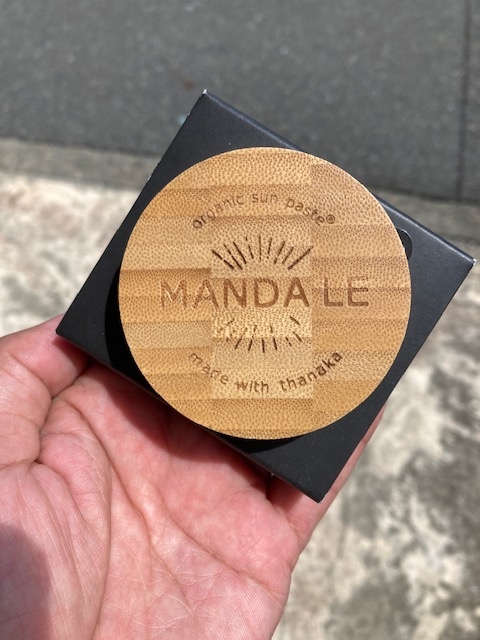 organic sun paste®
MANDALE
made with thanaka